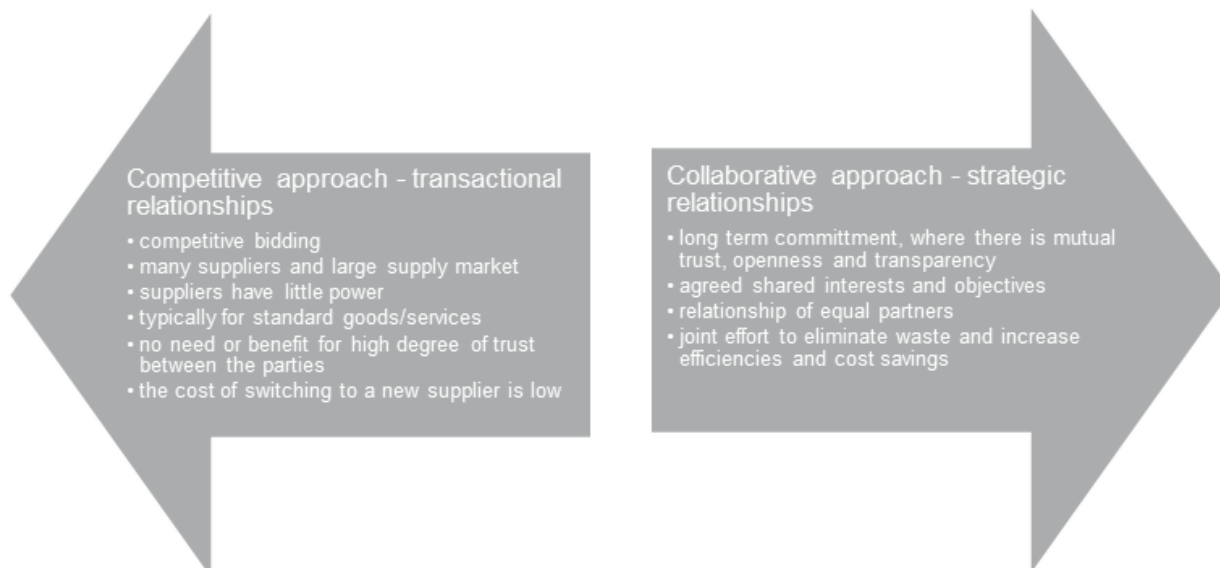 Competitive approach - transactional
relationships
• competitive bidding
• many suppliers and large supply market
• suppliers have little power
• typically for standard goods/services
• no need or benefit for high degree of trust
between the parties
• the cost of switching to a new supplier is low
Collaborative approach - strategic
relationships
• long term committment, where there is mutual
trust, openness and transparency
• agreed shared interests and objectives
• relationship of equal partners
• joint effort to eliminate waste and increase
efficiencies and cost savings